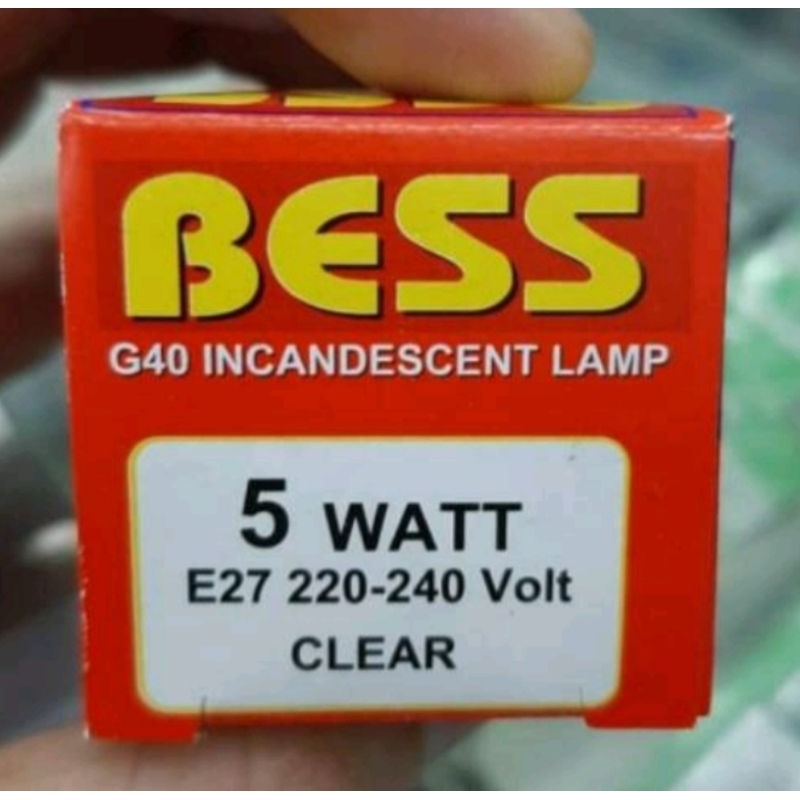 BESS
G40 INCANDESCENT LAMP
5 WATT
E27 220-240 Volt
CLEAR